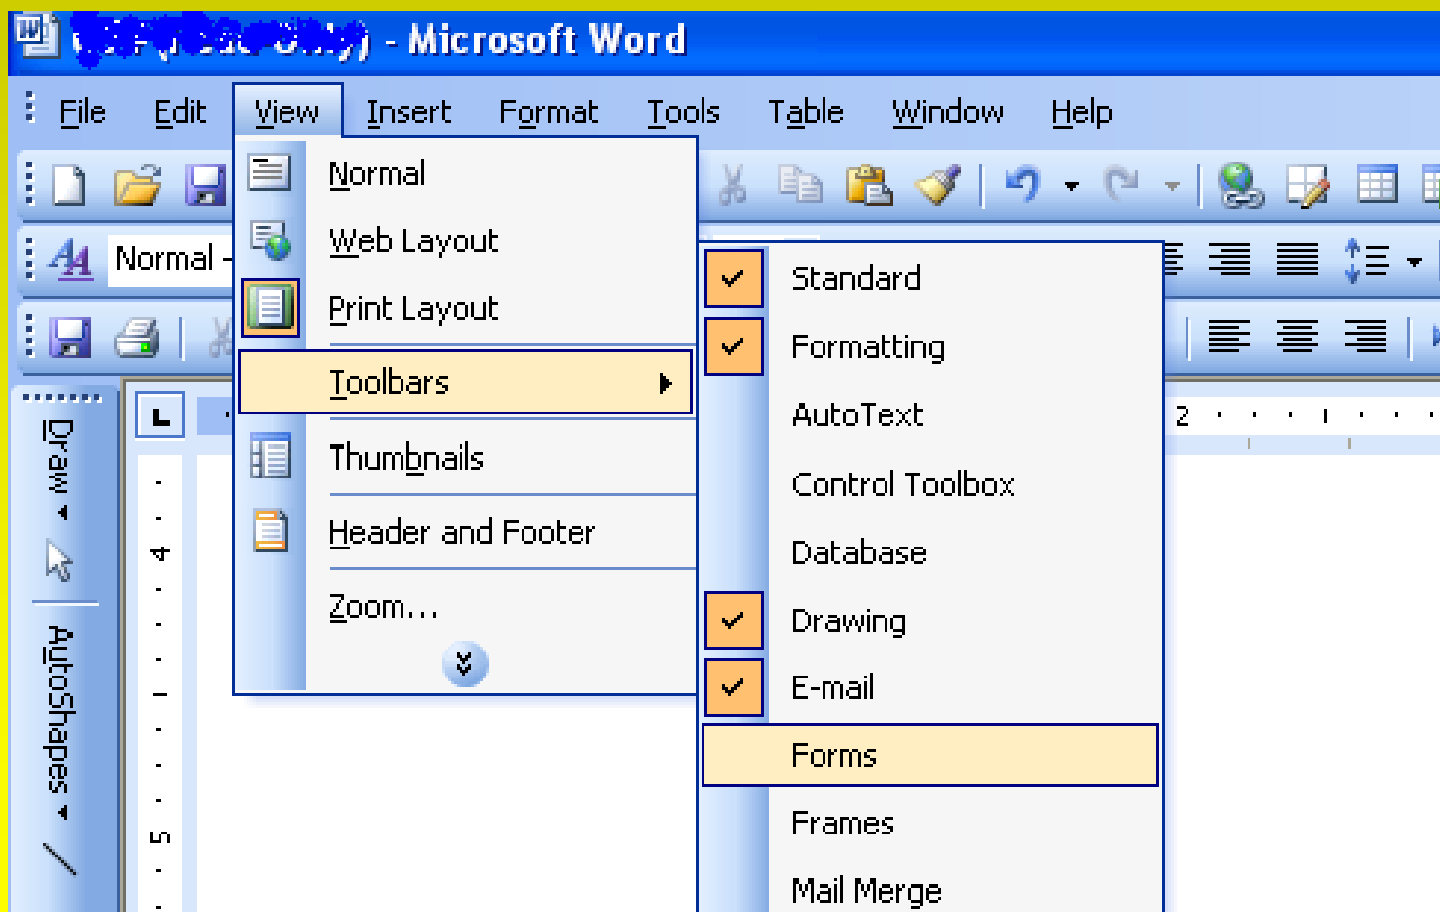 - Microsoft Word
File Edit View Insert Format Tools Table Window Help
Normal
Web Layout
Print Layout
Toolbars
Thumbnails
Header and Footer
Zoom...
Normal -
Standard
Formatting
AutoText
Control Toolbox
Database
Drawing
E-mail
Forms
Frames
Mail Merge
L
2
Draw
AutoShapes
4
5